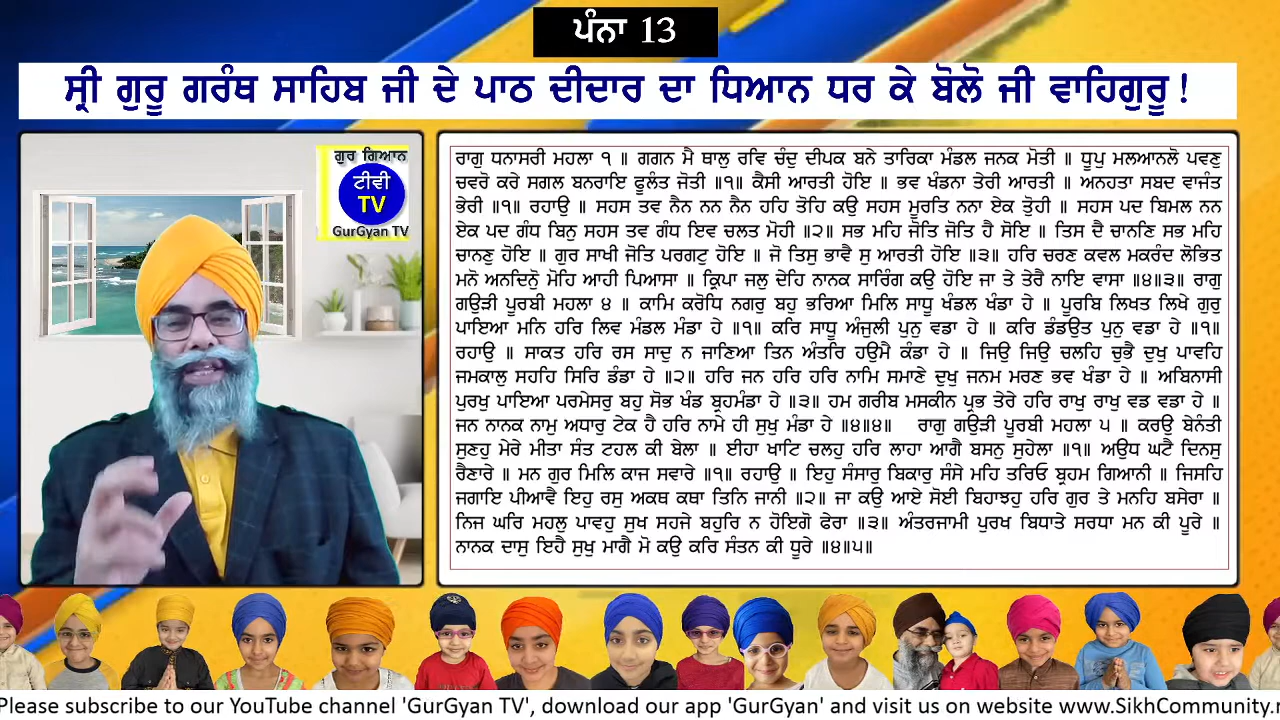 ਪੰਨਾ 13
ਸ੍ਰੀ ਗੁਰੂ ਗਰੰਥ ਸਾਹਿਬ ਜੀ ਦੇ ਪਾਠ ਦੀਦਾਰ ਦਾ ਧਿਆਨ ਧਰ ਕੇ ਬੋਲੋ ਜੀ ਵਾਹਿਗੁਰੂ!
ਗੁਰ ਗਿਆਨ
ਟੀਵੀ
TV
GurGyan TV
ਰਾਗੁ ਧਨਾਸਰੀ ਮਹਲਾ ੧ ॥ ਗਗਨ ਮੈ ਥਾਲੁ ਰਵਿ ਚੰਦੁ ਦੀਪਕ ਬਨੇ ਤਾਰਿਕਾ ਮੰਡਲ ਜਨਕ ਮੋਤੀ ॥ ਧੂਪੁ ਮਲਆਨਲੋ ਪਵਣੁ
ਚਵਰੋ ਕਰੇ ਸਗਲ ਬਨਰਾਇ ਫੂਲੰਤ ਜੋਤੀ ॥੧॥ ਕੈਸੀ ਆਰਤੀ ਹੋਇ ॥ ਭਵ ਖੰਡਨਾ ਤੇਰੀ ਆਰਤੀ ॥ ਅਨਹਤਾ ਸਬਦ ਵਾਜੰਤ
ਭੇਰੀ ॥੧॥ ਰਹਾਉ ॥ ਸਹਸ ਤਵ ਨੈਨ ਨਨ ਨੈਨ ਹਹਿ ਤੋਹਿ ਕਉ ਸਹਸ ਮੂਰਤਿ ਨਨਾ ਏਕ ਤੋੁਹੀ ॥ ਸਹਸ ਪਦ ਬਿਮਲ ਨਨ
ਏਕ ਪਦ ਗੰਧ ਬਿਨੁ ਸਹਸ ਤਵ ਗੰਧ ਇਵ ਚਲਤ ਮੋਹੀ ॥੨॥ ਸਭ ਮਹਿ ਜੋਤਿ ਜੋਤਿ ਹੈ ਸੋਇ ॥ ਤਿਸ ਦੈ ਚਾਨਣਿ ਸਭ ਮਹਿ
ਚਾਨਣੁ ਹੋਇ ॥ ਗੁਰ ਸਾਖੀ ਜੋਤਿ ਪਰਗਟੁ ਹੋਇ ॥ ਜੋ ਤਿਸੁ ਭਾਵੈ ਸੁ ਆਰਤੀ ਹੋਇ ॥੩॥ ਹਰਿ ਚਰਣ ਕਵਲ ਮਕਰੰਦ ਲੋਭਿਤ
ਮਨੋ ਅਨਦਿਨੋੁ ਮੋਹਿ ਆਹੀ ਪਿਆਸਾ ॥ ਕ੍ਰਿਪਾ ਜਲੁ ਦੇਹਿ ਨਾਨਕ ਸਾਰਿੰਗ ਕਉ ਹੋਇ ਜਾ ਤੇ ਤੇਰੈ ਨਾਇ ਵਾਸਾ ॥੪॥੩॥ ਰਾਗੁ
ਗਉੜੀ ਪੂਰਬੀ ਮਹਲਾ ੪ ॥ ਕਾਮਿ ਕਰੋਧਿ ਨਗਰੁ ਬਹੁ ਭਰਿਆ ਮਿਲਿ ਸਾਧੂ ਖੰਡਲ ਖੰਡਾ ਹੇ ॥ ਪੂਰਬਿ ਲਿਖਤ ਲਿਖੇ ਗੁਰੁ
ਪਾਇਆ ਮਨਿ ਹਰਿ ਲਿਵ ਮੰਡਲ ਮੰਡਾ ਹੇ ॥੧॥ ਕਰਿ ਸਾਧੂ ਅੰਜੁਲੀ ਪੁਨੁ ਵਡਾ ਹੇ ॥ ਕਰਿ ਡੰਡਉਤ ਪੁਨੁ ਵਡਾ ਹੇ ॥੧॥
ਰਹਾਉ ॥ ਸਾਕਤ ਹਰਿ ਰਸ ਸਾਦੁ ਨ ਜਾਣਿਆ ਤਿਨ ਅੰਤਰਿ ਹਉਮੈ ਕੰਡਾ ਹੇ ॥ ਜਿਉ ਜਿਉ ਚਲਹਿ ਚੁਭੈ ਦੁਖੁ ਪਾਵਹਿ
ਜਮਕਾਲੁ ਸਹਹਿ ਸਿਰਿ ਡੰਡਾ ਹੇ ॥੨॥ ਹਰਿ ਜਨ ਹਰਿ ਹਰਿ ਨਾਮਿ ਸਮਾਣੇ ਦੁਖੁ ਜਨਮ ਮਰਣ ਭਵ ਖੰਡਾ ਹੇ ॥ ਅਬਿਨਾਸੀ
ਪੁਰਖੁ ਪਾਇਆ ਪਰਮੇਸਰੁ ਬਹੁ ਸੋਭ ਖੰਡ ਬ੍ਰਹਮੰਡਾ ਹੇ ॥੩॥ ਹਮ ਗਰੀਬ ਮਸਕੀਨ ਪ੍ਰਭ ਤੇਰੇ ਹਰਿ ਰਾਖੁ ਰਾਖੁ ਵਡ ਵਡਾ ਹੇ ॥
ਜਨ ਨਾਨਕ ਨਾਮੁ ਅਧਾਰੁ ਟੇਕ ਹੈ ਹਰਿ ਨਾਮੇ ਹੀ ਸੁਖੁ ਮੰਡਾ ਹੇ ॥੪॥੪॥ ਰਾਗੁ ਗਉੜੀ ਪੂਰਬੀ ਮਹਲਾ ੫ ॥ ਕਰਉ ਬੇਨੰਤੀ
ਸੁਣਹੁ ਮੇਰੇ ਮੀਤਾ ਸੰਤ ਟਹਲ ਕੀ ਬੇਲਾ ॥ ਈਹਾ ਖਾਟਿ ਚਲਹੁ ਹਰਿ ਲਾਹਾ ਆਗੈ ਬਸਨੁ ਸੁਹੇਲਾ ॥੧॥ ਅਉਧ ਘਟੈ ਦਿਨਸੁ
ਰੈਣਾਰੇ ॥ ਮਨ ਗੁਰ ਮਿਲਿ ਕਾਜ ਸਵਾਰੇ ॥੧॥ ਰਹਾਉ ॥ ਇਹੁ ਸੰਸਾਰੁ ਬਿਕਾਰੁ ਸੰਸੇ ਮਹਿ ਤਰਿਓ ਬ੍ਰਹਮ ਗਿਆਨੀ ॥ ਜਿਸਹਿ
ਜਗਾਇ ਪੀਆਵੈ ਇਹੁ ਰਸੁ ਅਕਥ ਕਥਾ ਤਿਨਿ ਜਾਨੀ ॥੨॥ ਜਾ ਕਉ ਆਏ ਸੋਈ ਬਿਹਾਝਹੁ ਹਰਿ ਗੁਰ ਤੇ ਮਨਹਿ ਬਸੇਰਾ ॥
ਨਿਜ ਘਰਿ ਮਹਲੁ ਪਾਵਹੁ ਸੁਖ ਸਹਜੇ ਬਹੁਰਿ ਨ ਹੋਇਗੋ ਫੇਰਾ ॥੩॥ ਅੰਤਰਜਾਮੀ ਪੁਰਖ ਬਿਧਾਤੇ ਸਰਧਾ ਮਨ ਕੀ ਪੂਰੇ ॥
ਨਾਨਕ ਦਾਸੁ ਇਹੈ ਸੁਖੁ ਮਾਗੈ ਮੋ ਕਉ ਕਰਿ ਸੰਤਨ ਕੀ ਧੂਰੇ ॥੪॥੫॥
Please subscribe to our YouTube channel 'GurGyan TV', download our app 'GurGyan' and visit us on website www.SikhCommunity.n